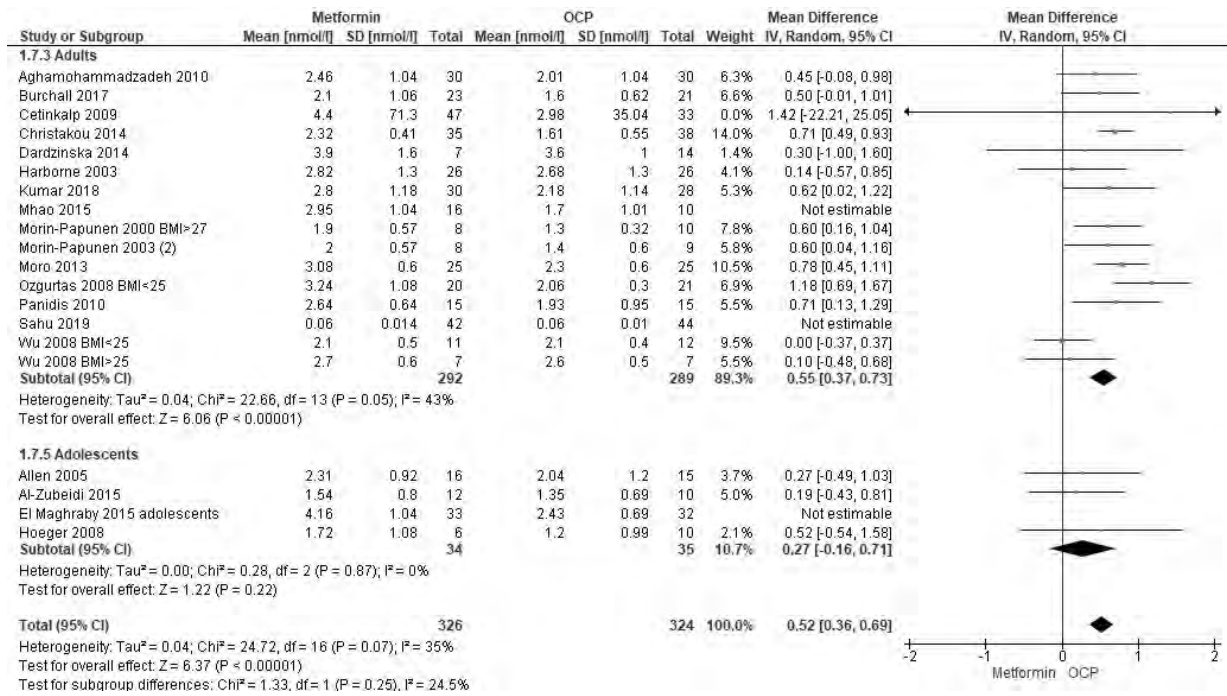 Metformin OCP Mean Difference Mean Difference
Study or Subgroup Mean [nmol/l] SD [nmol/l] Total Mean [nmol/l] SD [nmol/l] Total Weight IV, Random, 95% CI IV, Random, 95% CI
1.7.3 Adults
Aghamohammadzadeh 2010 2.46 1.04 30 2.01 1.04 30 6.3% 0.45 [-0.08, 0.98]
Burchall 2017 2.1 1.06 23 1.6 0.62 21 6.6% 0.50 [-0.01, 1.01]
Cetinkalp 2009 4.4 71.3 47 2.98 35.04 33 0.0% 1.42 [-22.21, 25.05]
Christakou 2014 2.32 0.41 35 1.61 0.55 38 14.0% 0.71 [0.49, 0.93]
Dardzinska 2014 3.9 1.6 7 3.6 1 14 1.4% 0.30 [-1.00, 1.60]
Harborne 2003 2.82 1.3 26 2.68 1.3 26 4.1% 0.14 [-0.57, 0.85]
Kumar 2018 2.8 1.18 30 2.18 1.14 28 5.3% 0.62 [0.02, 1.22]
Mhao 2015 2.95 1.04 16 1.7 1.01 10 Not estimable
Morin-Papunen 2000 BMI>27 1.9 0.57 8 1.3 0.32 10 7.8% 0.60 [0.16, 1.04]
Morin-Papunen 2003 (2) 2 0.57 8 1.4 0.6 9 5.8% 0.60 [0.04, 1.16]
Moro 2013 3.08 0.6 25 2.3 0.6 25 10.5% 0.78 [0.45, 1.11]
Ozgurtas 2008 BMI<25 3.24 1.08 20 2.06 0.3 21 6.9% 1.18 [0.69, 1.67]
Panidis 2010 2.64 0.64 15 1.93 0.95 15 5.6% 0.71 [0.13, 1.29]
Sahu 2019 0.06 0.014 42 0.06 0.01 44 Not estimable
Wu 2008 BMI<25 2.1 0.5 11 2.1 0.4 12 9.5% 0.00 [-0.37, 0.37]
Wu 2008 BMI>25 2.7 0.6 7 2.6 0.5 7 5.5% 0.10 [-0.48, 0.68]
Subtotal (95% CI) 292 289 89.3% 0.55 [0.37, 0.73]
Heterogeneity: Tau² = 0.04; Chi² = 22.66, df = 13 (P = 0.05); I² = 43%
Test for overall effect: Z = 6.06 (P < 0.00001)
1.7.5 Adolescents
Allen 2005 2.31 0.92 16 2.04 1.2 15 3.7% 0.27 [-0.49, 1.03]
Al-Zubeidi 2015 1.54 0.8 12 1.35 0.69 10 5.0% 0.19 [-0.43, 0.81]
El Maghraby 2015 adolescents 4.16 1.04 33 2.43 0.69 32 Not estimable
Hoeger 2008 1.72 1.08 6 1.2 0.99 10 2.1% 0.52 [-0.54, 1.58]
Subtotal (95% CI) 34 35 10.7% 0.27 [-0.16, 0.71]
Heterogeneity: Tau² = 0.00; Chi² = 0.28, df = 2 (P = 0.87); I² = 0%
Test for overall effect: Z = 1.22 (P = 0.22)
Total (95% CI) 326 324 100.0% 0.52 [0.36, 0.69]
Heterogeneity: Tau² = 0.04; Chi² = 24.72, df = 16 (P = 0.07); I² = 35%
Test for overall effect: Z = 6.37 (P < 0.00001)
Test for subgroup differences: Chi² = 1.33, df = 1 (P = 0.25), I² = 24.5%
-2 -1 0 1 2
Metformin OCP